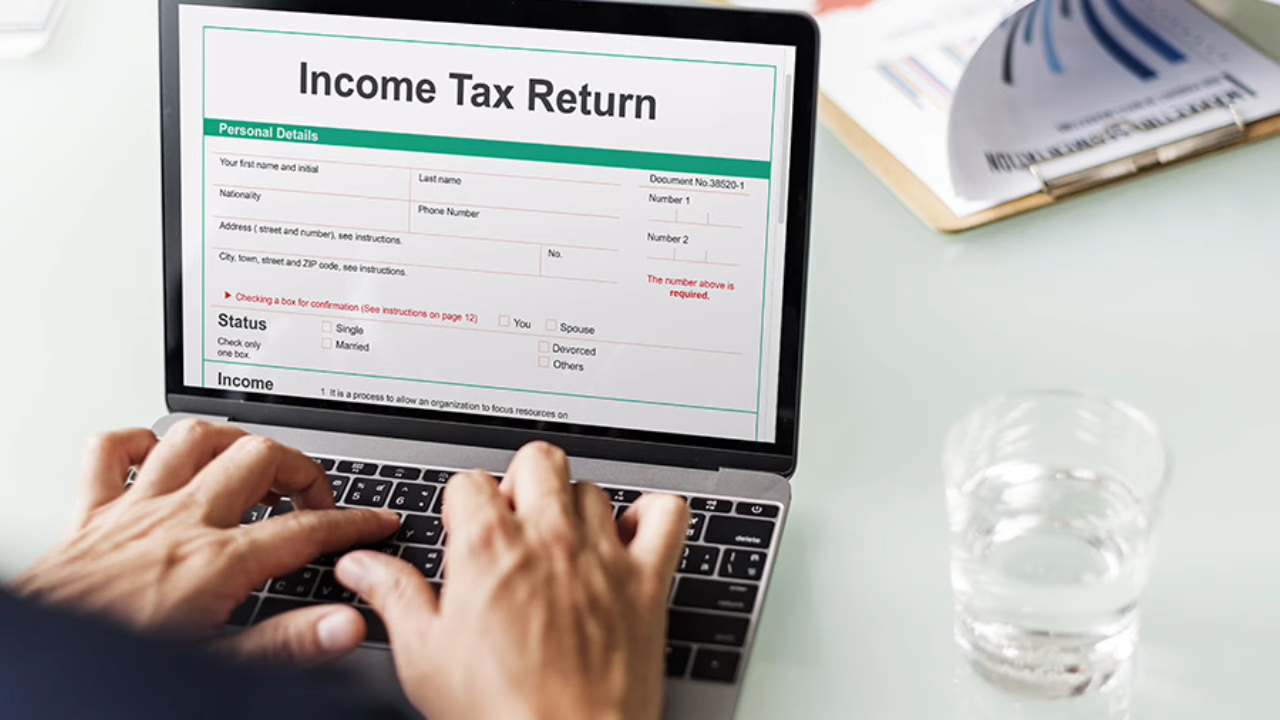 Income Tax Return
Personal Details
Your first name and initial
Last name
Document No.38520-1
Nationality
Phone Number
Number 1
Address ( street and number), see instructions.
No.
Number 2
City, town, street and ZIP code, see instructions.
The number above is
required.
Checking a box for confirmation (See instructions on page 12)
You
Spouse
Status
Check only
one box.
Single
Married
Devorced
Others
Income
1. It is a process to allow an organization to focus resources on
delete
return